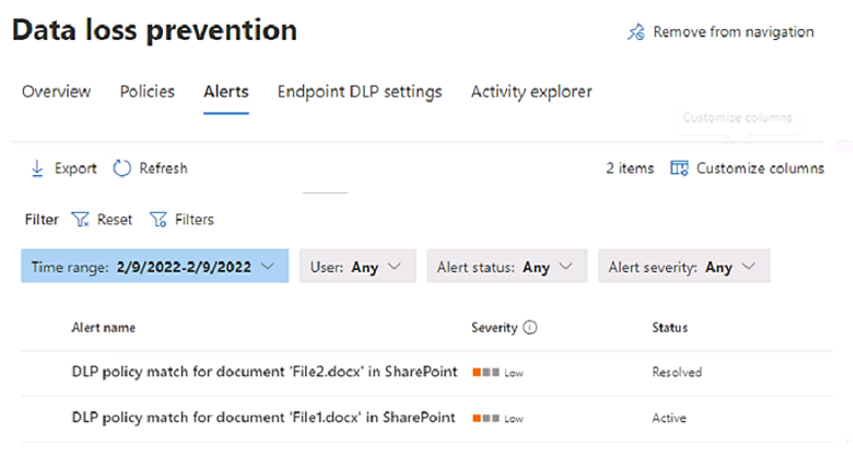 Data loss prevention
Remove from navigation
Overview Policies Alerts Endpoint DLP settings Activity explorer
Customize columns
Export Refresh 2 items Customize columns
Filter Reset Filters
Time range: 2/9/2022-2/9/2022 User: Any Alert status: Any Alert severity: Any
Alert name Severity Status
DLP policy match for document 'File2.docx' in SharePoint Low Resolved
DLP policy match for document 'File1.docx' in SharePoint Low Active